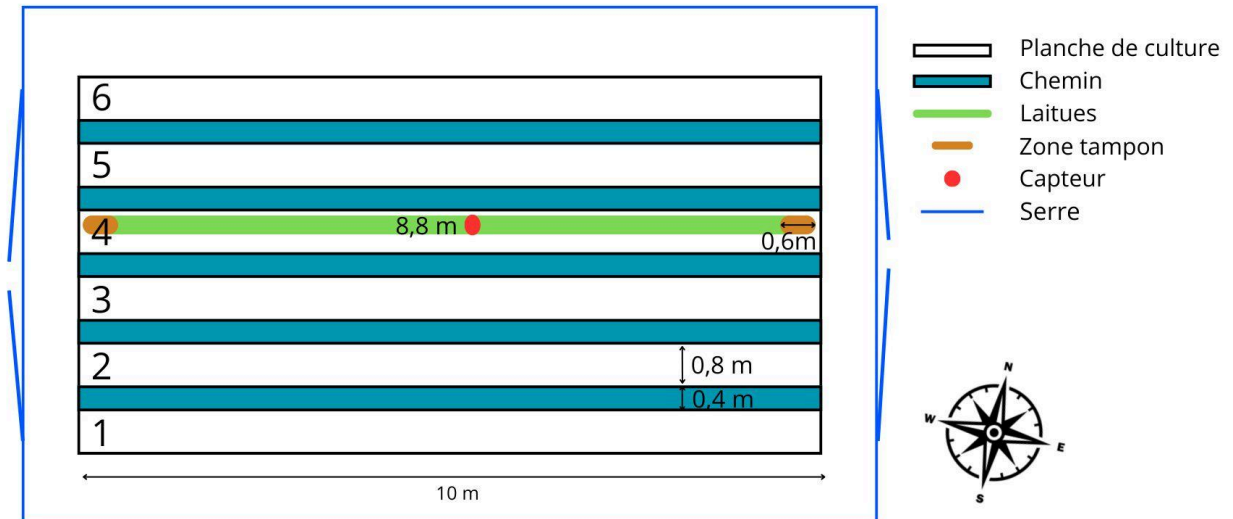 6
5
8,8 m
4
0,6m
3
2
0,8 m
0,4 m
1
10 m
Planche de culture
Chemin
Laitues
Zone tampon
Capteur
Serre
N
W
E
S